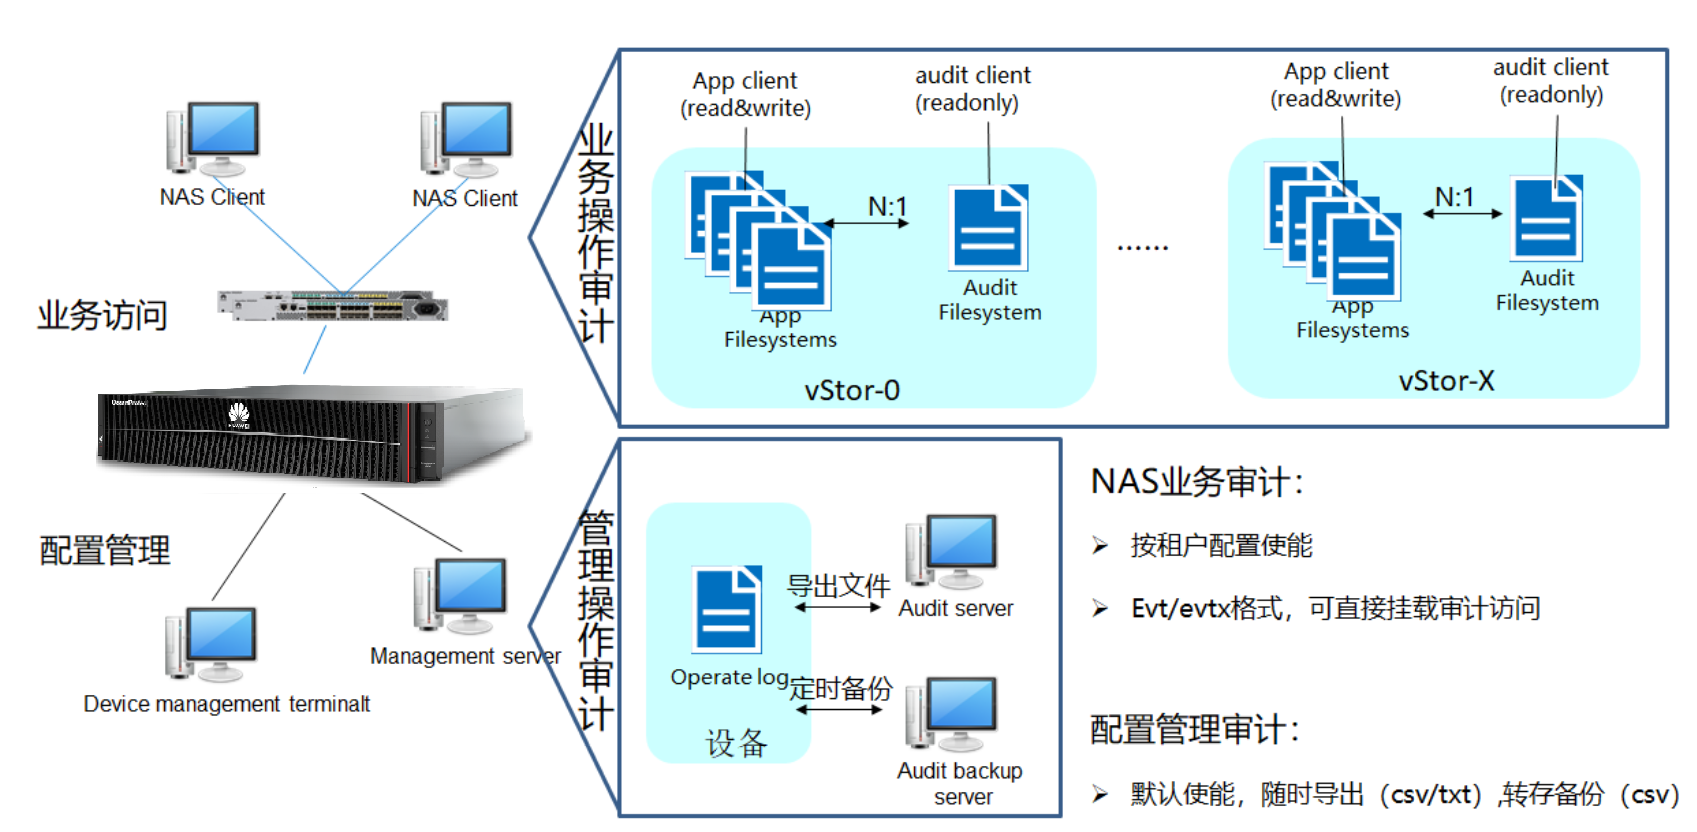 NAS Client
NAS Client
业务访问
HUAWEI
配置管理
Management server
Device management terminalt
业务操作审计
App client
(read&write)
audit client
(readonly)
N:1
App
Filesystems
Audit
Filesystem
vStor-0
......
App client
(read&write)
audit client
(readonly)
N:1
App
Filesystems
Audit
Filesystem
vStor-X
管理操作审计
Operate log
设备
导出文件
Audit server
定时备份
Audit backup
server
NAS业务审计：
➢ 按租户配置使能
➢ Evt/evtx格式，可直接挂载审计访问
配置管理审计：
➢ 默认使能，随时导出（csv/txt）,转存备份（csv）